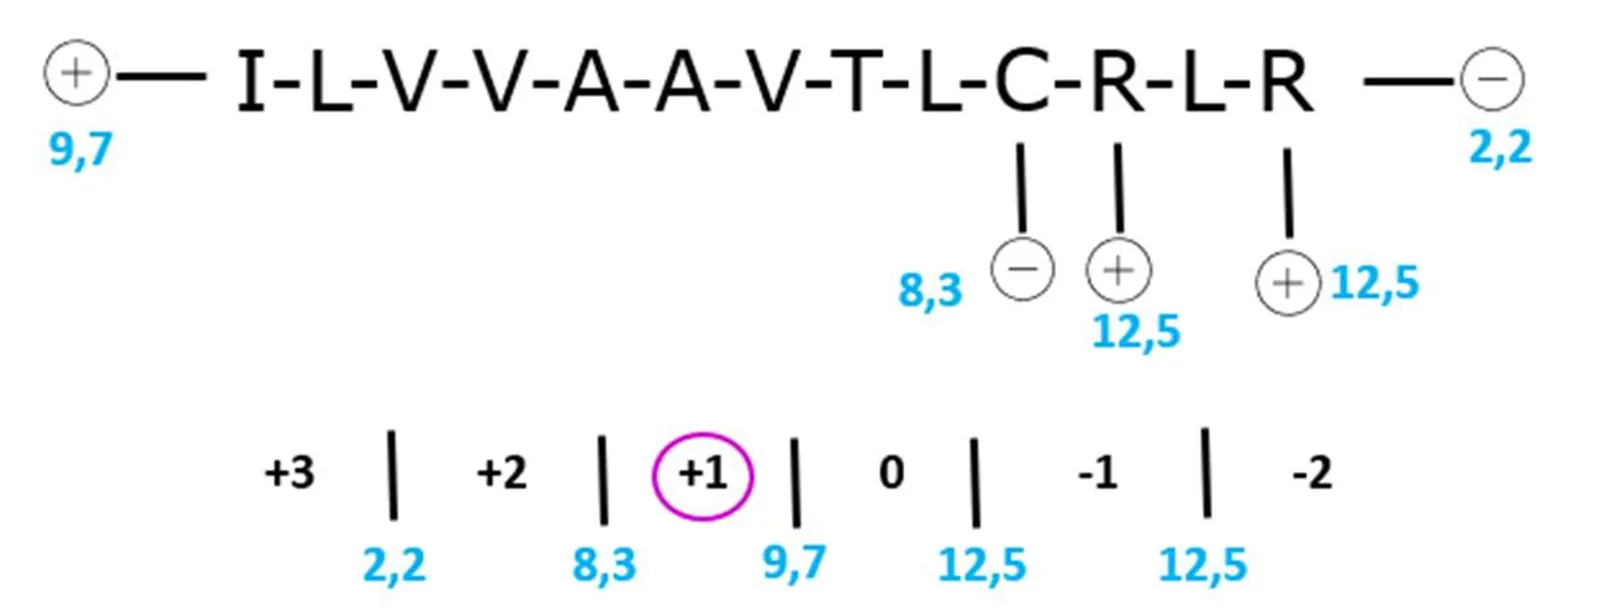 + I-L-V-V-A-A-V-T-L-C-R-L-R −
9,7 2,2
8,3 − + + 12,5
12,5
+3 | +2 | +1 | 0 | -1 | -2
2,2 8,3 9,7 12,5 12,5